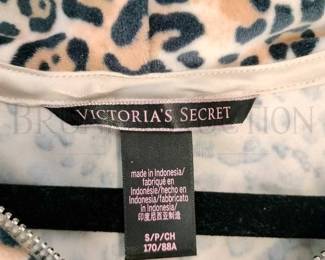 VICTORIA'S SECRET
made in Indonesia/
fabriqué en
Indonésie/hecho en
Indonesia/fabbricato
in Indonesia
印度尼西亚制造
S/P/CH
170/88A